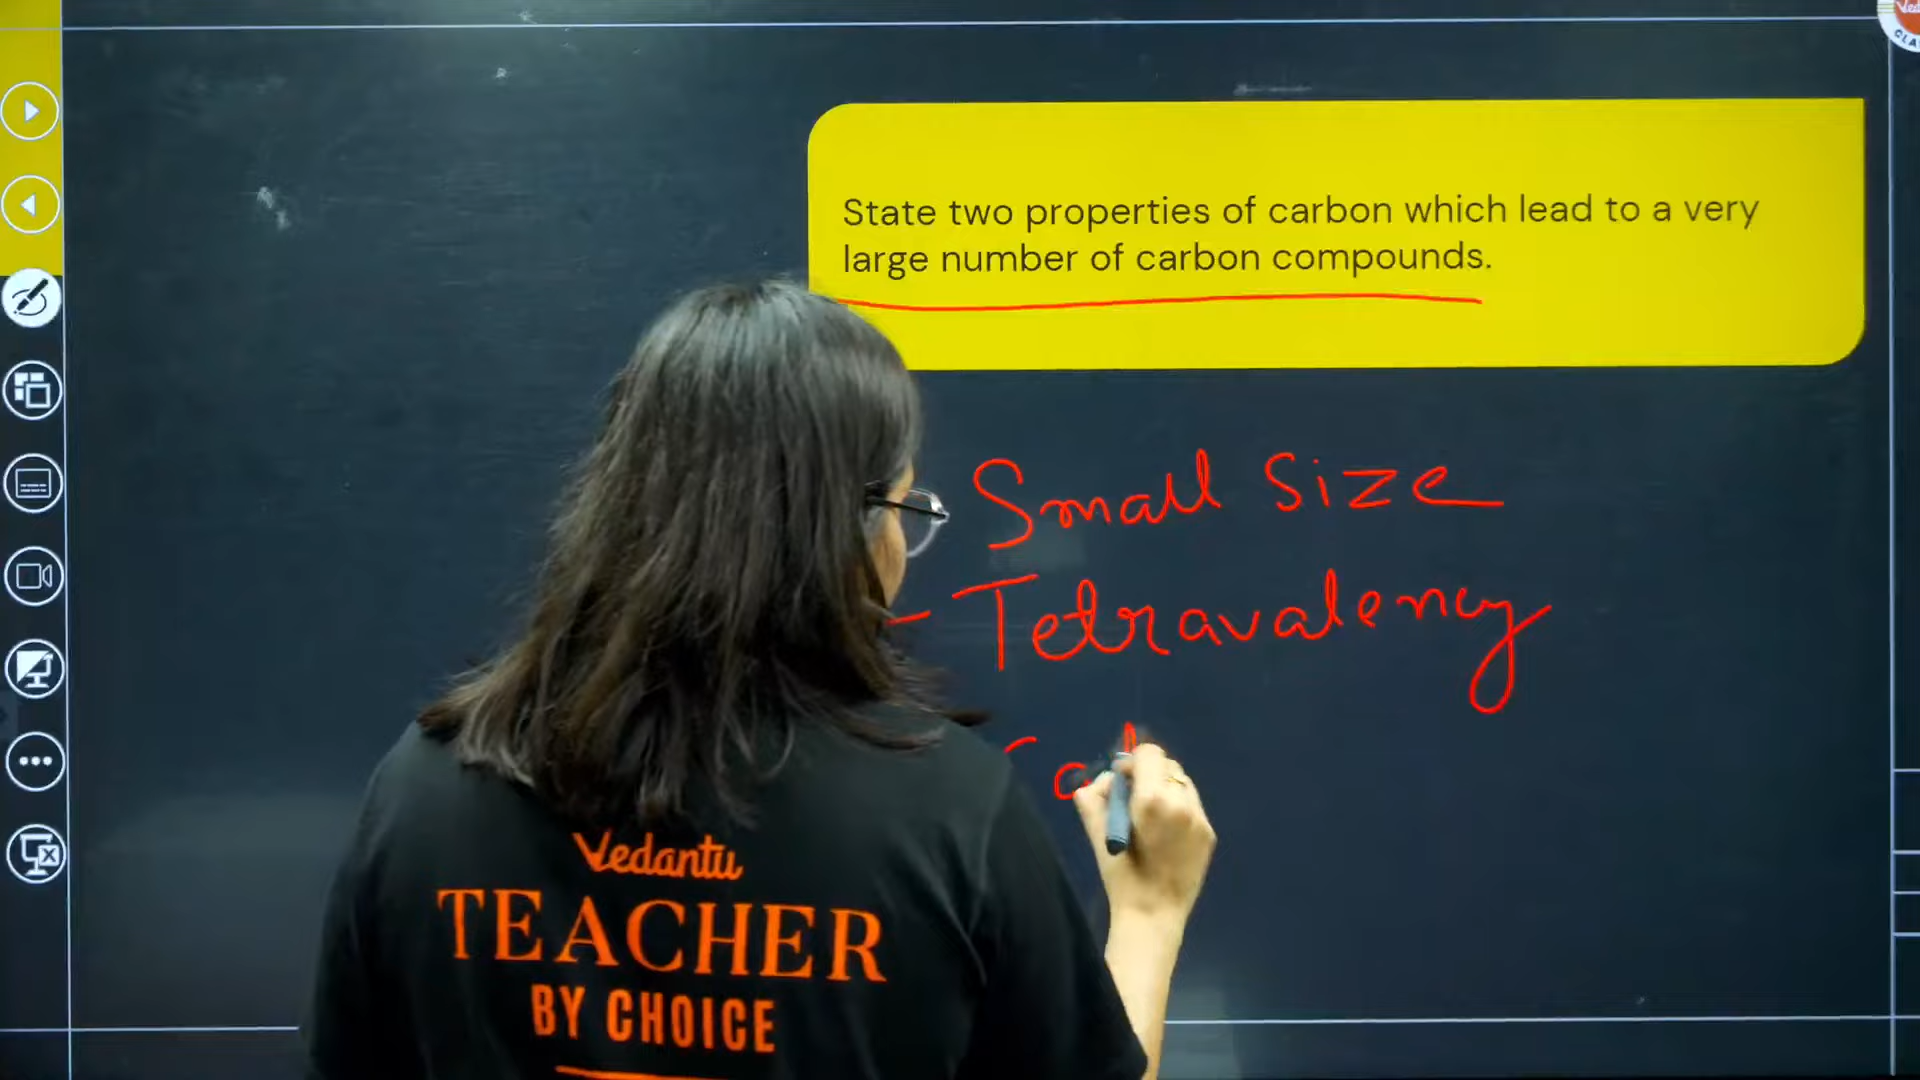 State two properties of carbon which lead to a very
large number of carbon compounds.
Small Size
- Tetravalency
Vedantu
TEACHER
BY CHOICE